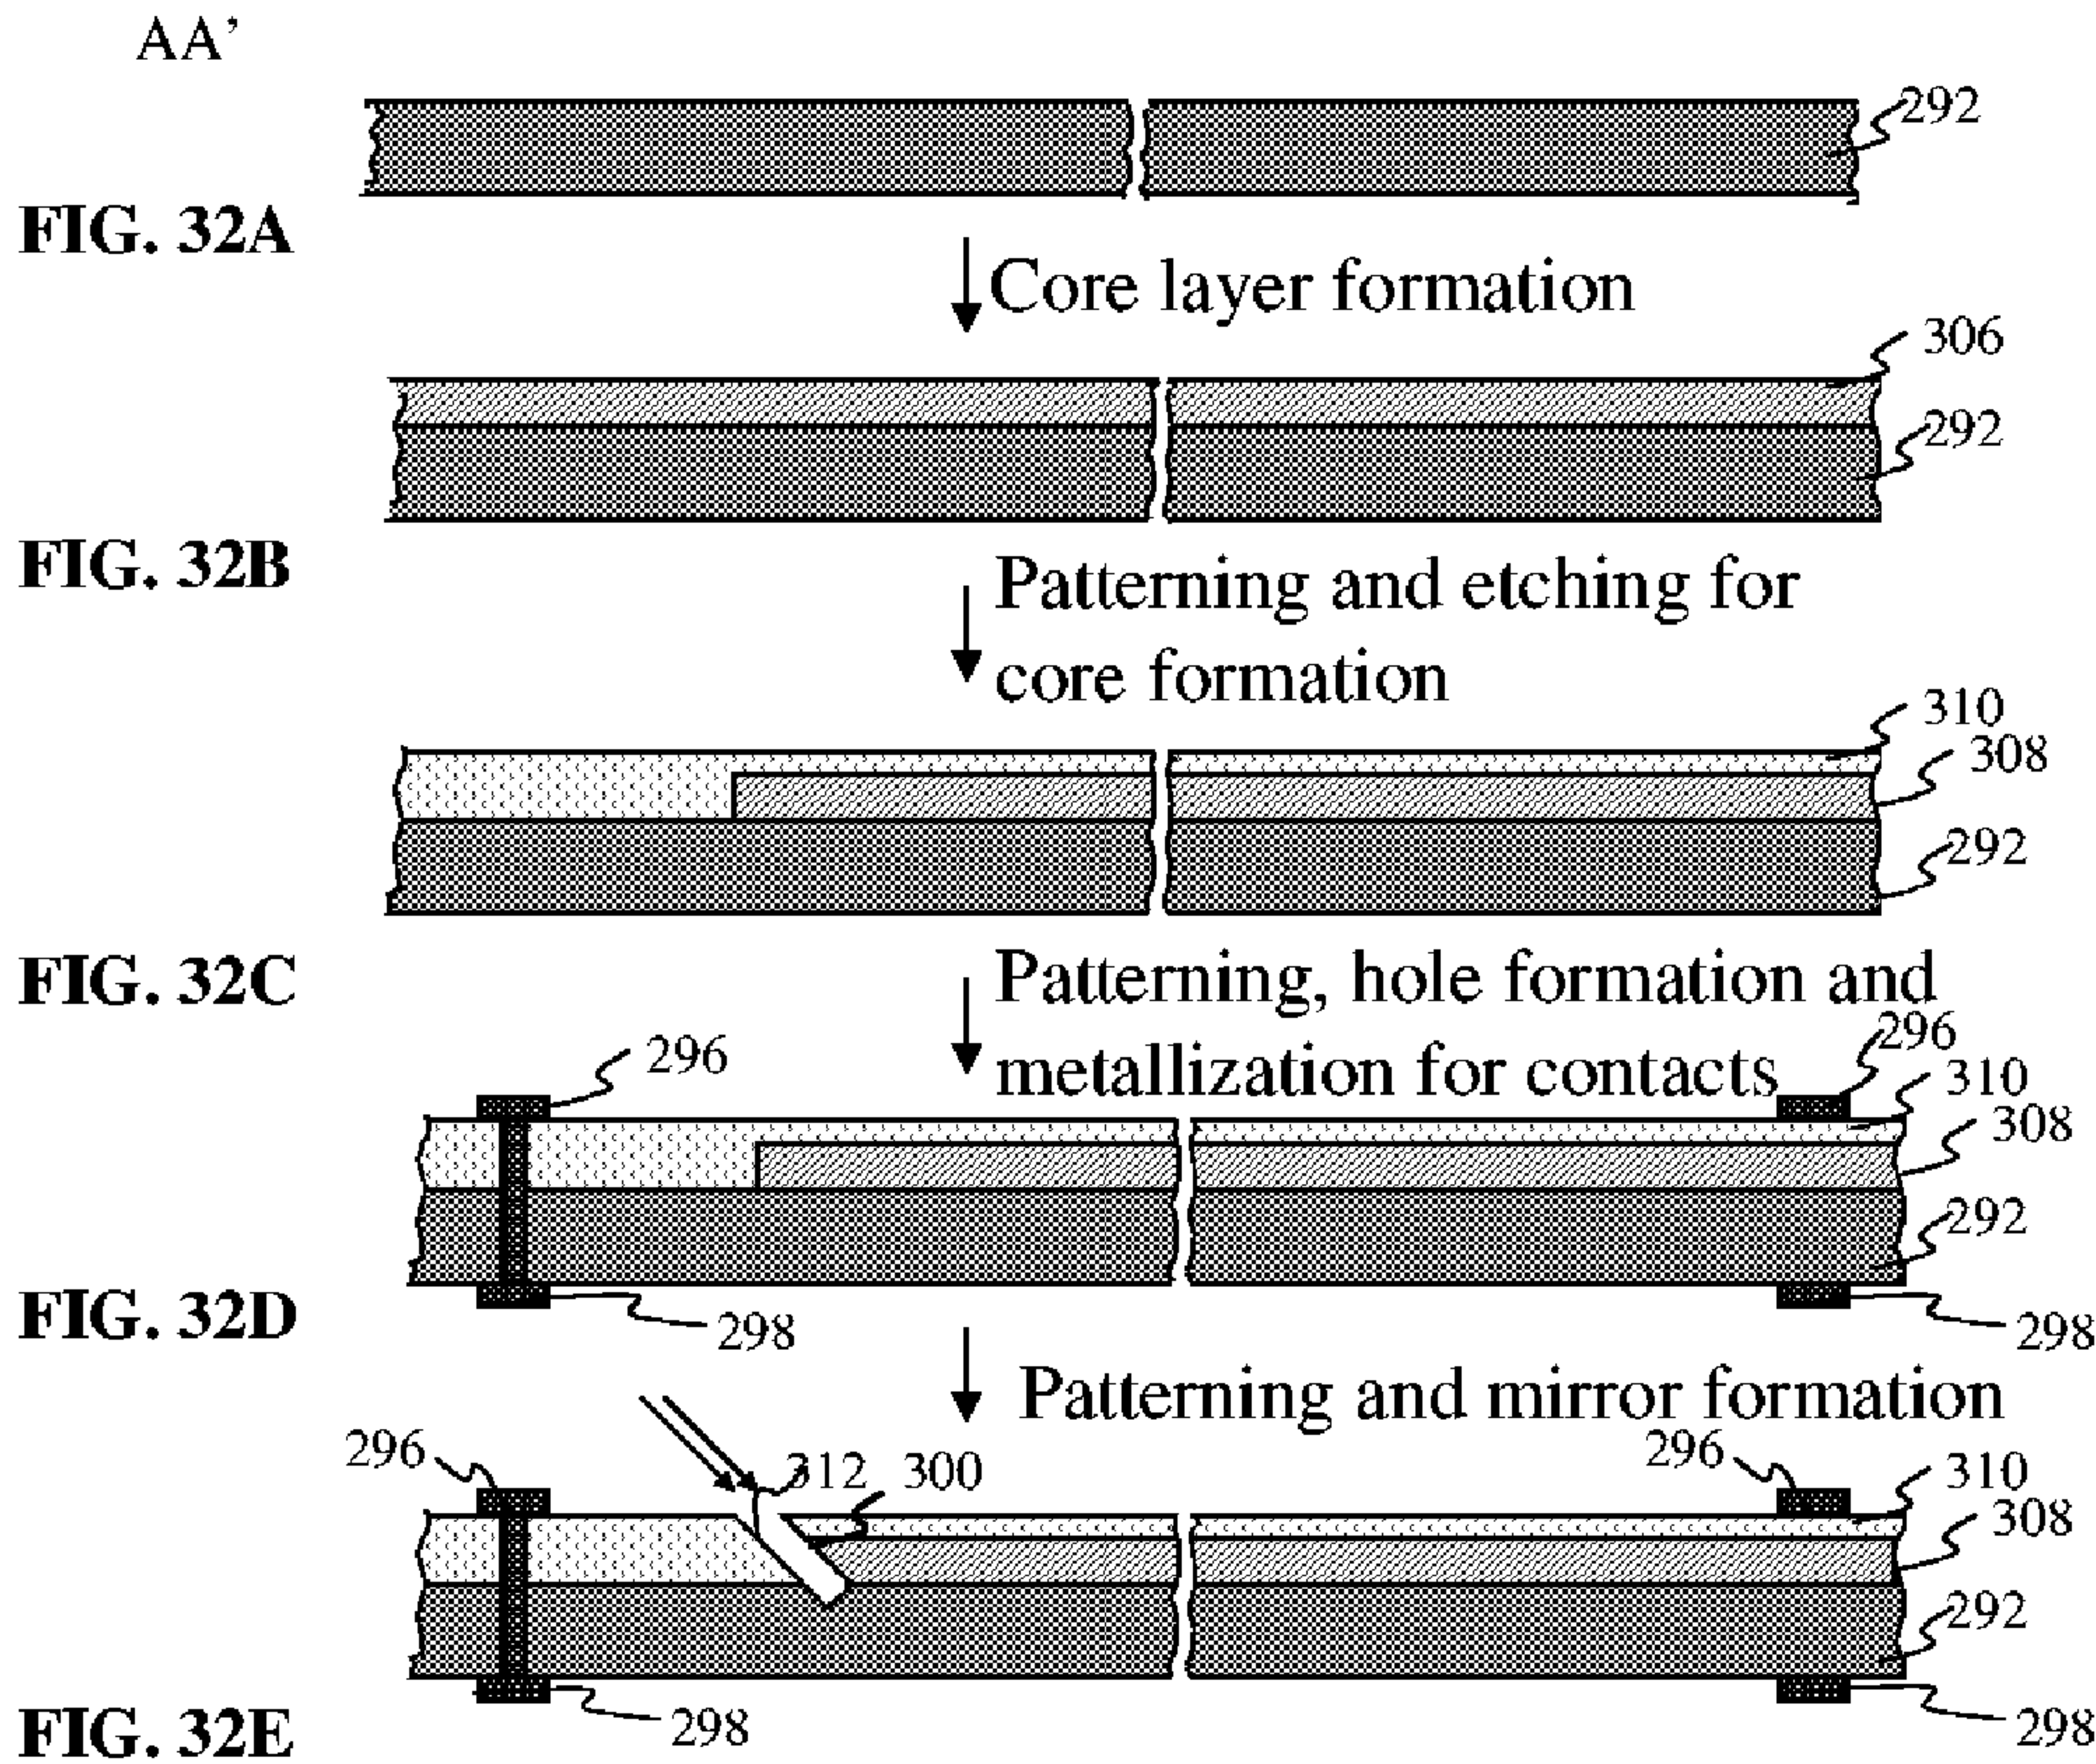 AA’
292
FIG. 32A
Core layer formation
306
292
FIG. 32B
Patterning and etching for
core formation
310
308
292
FIG. 32C
Patterning, hole formation and
metallization for contacts
296
296
310
308
292
FIG. 32D
298
298
Patterning and mirror formation
296
312
300
296
310
308
292
FIG. 32E
298
298